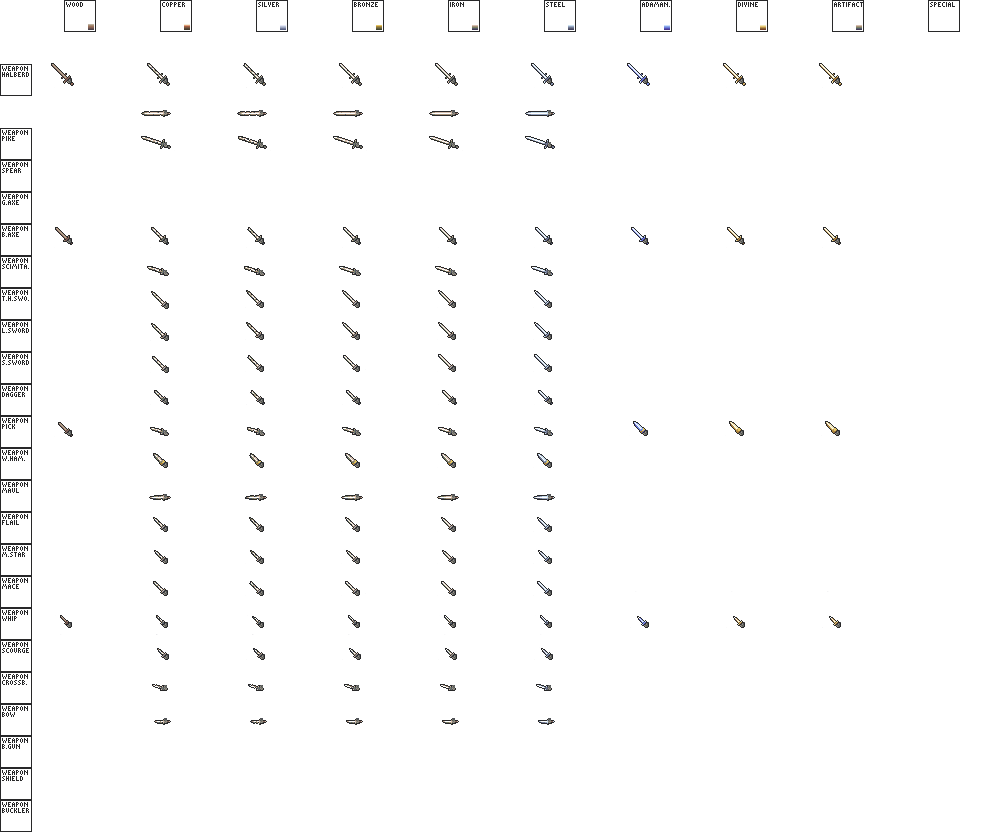 WOOD COPPER SILVER BRONZE IRON STEEL ADAMAN. DIVINE ARTIFACT SPECIAL
WEAPON
HALBERD
WEAPON
PIKE
WEAPON
SPEAR
WEAPON
G.AXE
WEAPON
B.AXE
WEAPON
SCIMITA.
WEAPON
T.H.SWO.
WEAPON
L.SWORD
WEAPON
S.SWORD
WEAPON
DAGGER
WEAPON
PICK
WEAPON
W.HAM.
WEAPON
MAUL
WEAPON
FLAIL
WEAPON
M.STAR
WEAPON
MACE
WEAPON
WHIP
WEAPON
SCOURGE
WEAPON
CROSSB.
WEAPON
BOW
WEAPON
B.GUN
WEAPON
SHIELD
WEAPON
BUCKLER